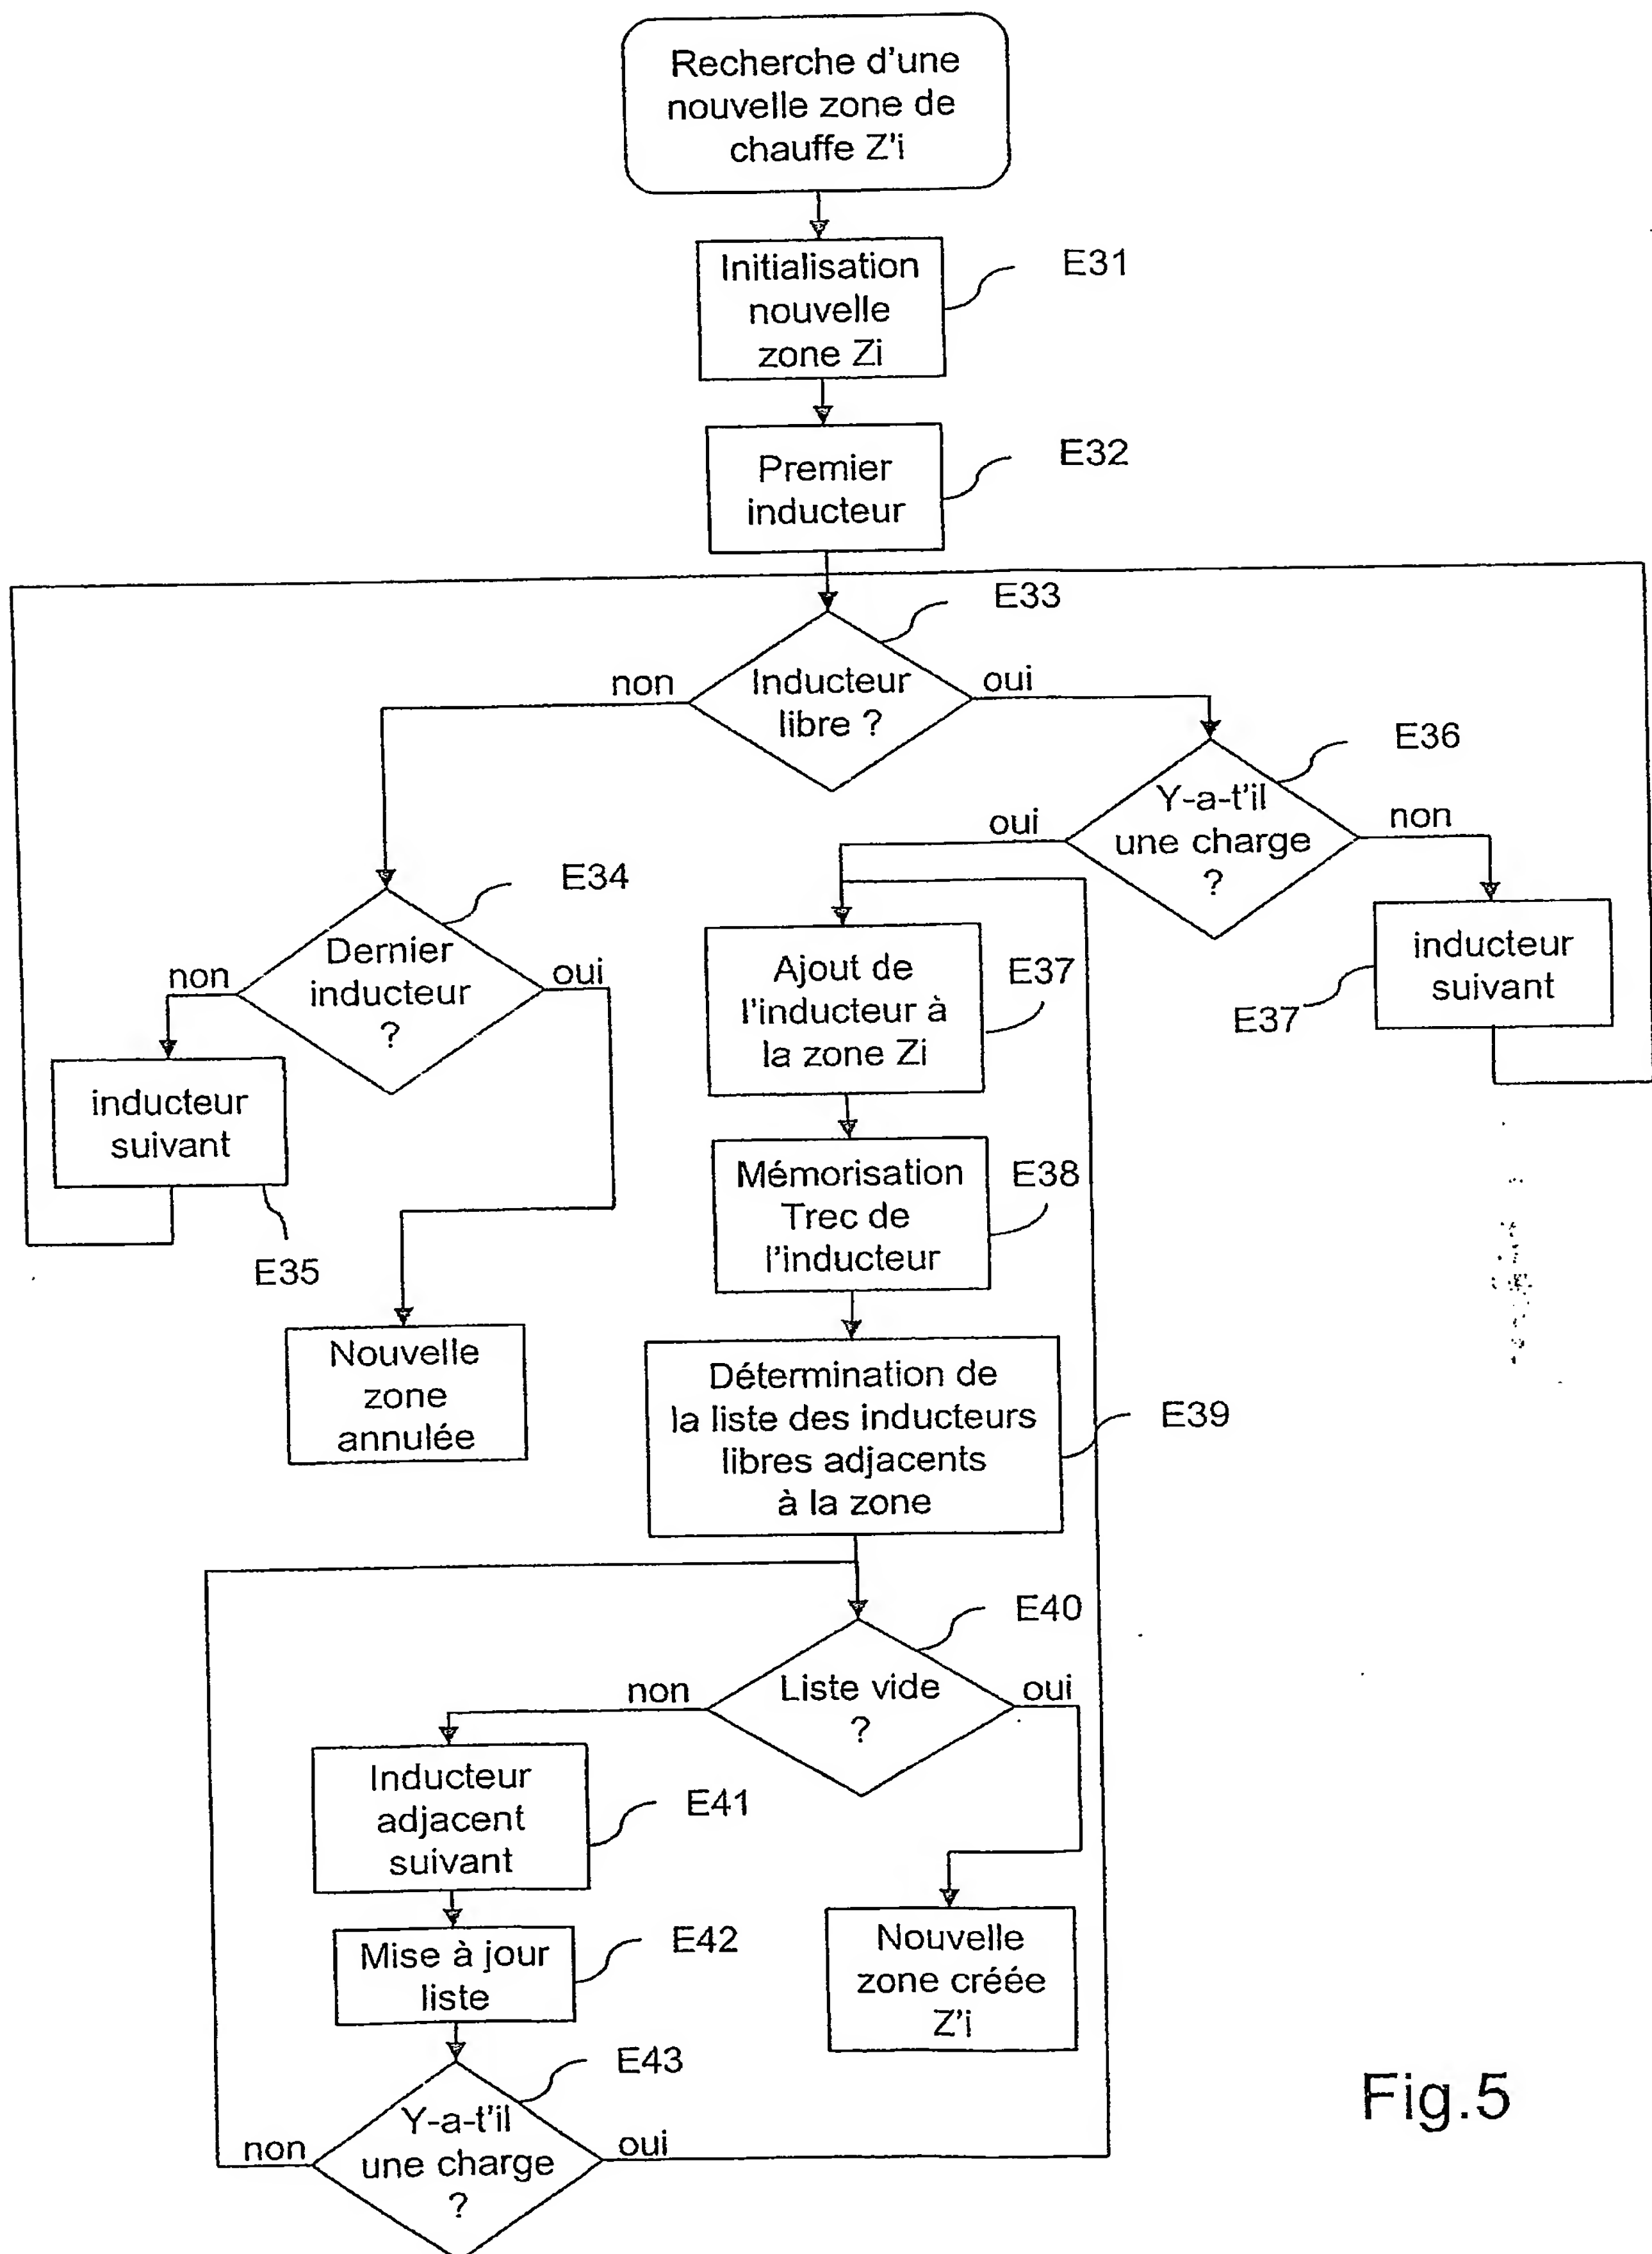 Recherche d'une
nouvelle zone de
chauffe Z'i
Initialisation
nouvelle
zone Zi
E31
Premier
inducteur
E32
E33
Inducteur
libre ?
non
oui
E36
Y-a-t'il
une charge
?
oui
non
E34
Dernier
inducteur
?
non
oui
inducteur
suivant
E35
Nouvelle
zone
annulée
Ajout de
l'inducteur à
la zone Zi
E37
inducteur
suivant
E37
Mémorisation
Trec de
l'inducteur
E38
Détermination de
la liste des inducteurs
libres adjacents
à la zone
E39
E40
Liste vide
?
non
oui
Inducteur
adjacent
suivant
E41
Mise à jour
liste
E42
Nouvelle
zone créée
Z'i
E43
Y-a-t'il
une charge
?
non
oui
Fig.5